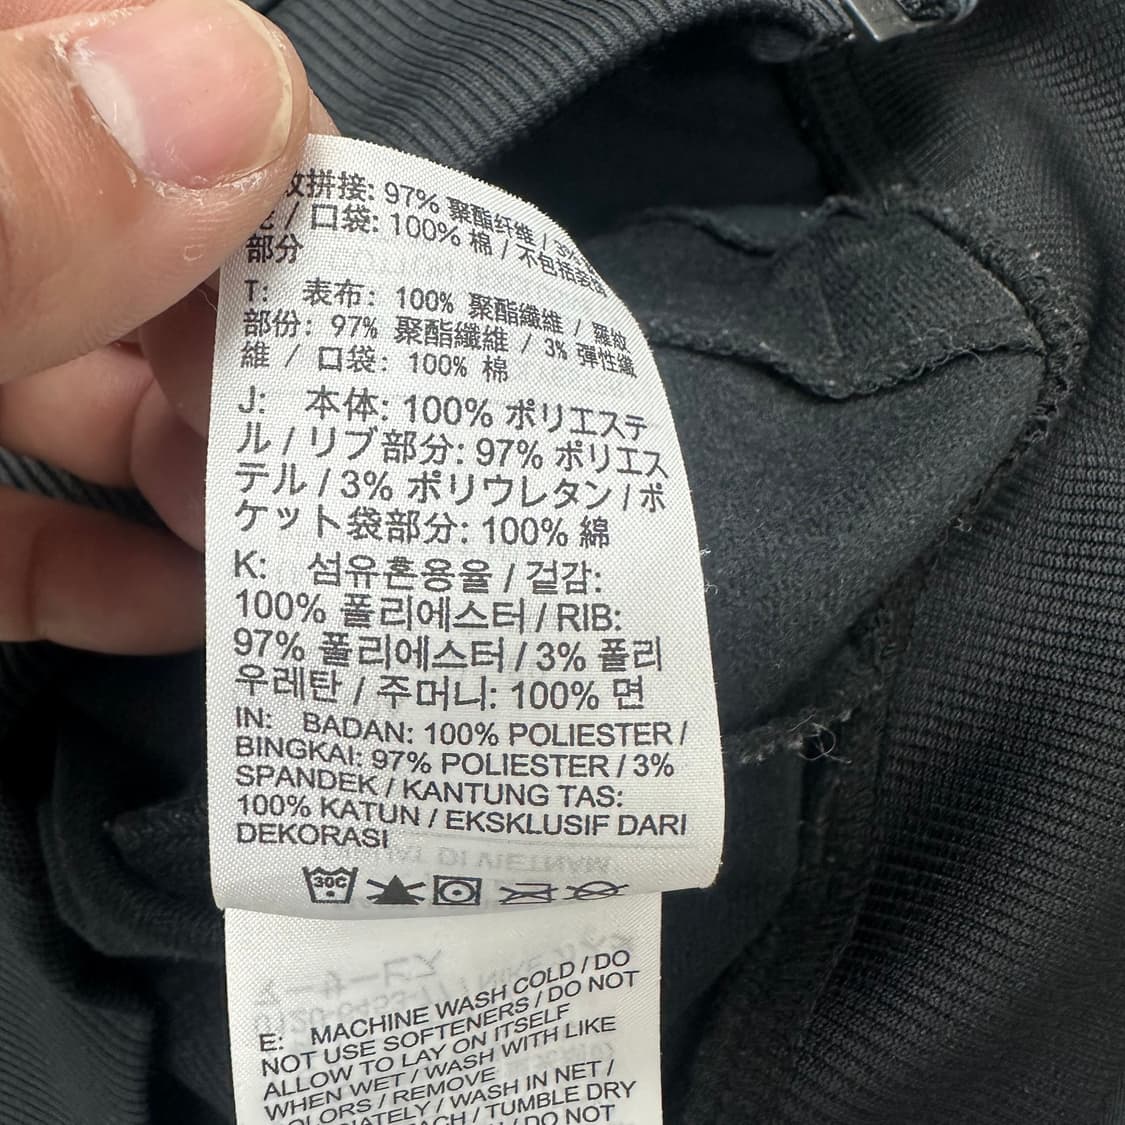 拼接: 97% 聚酯纤维 / 3%
/ 口袋: 100% 棉 / 不包括装饰
部分
T: 表布: 100% 聚酯纖維 / 羅紋
部份: 97% 聚酯纖維 / 3% 彈性纖
維 / 口袋: 100% 棉
J: 本体: 100% ポリエステ
ル / リブ部分: 97% ポリエス
テル / 3% ポリウレタン / ポ
ケット袋部分: 100% 綿
K: 섬유혼용율 / 겉감:
100% 폴리에스터 / RIB:
97% 폴리에스터 / 3% 폴리
우레탄 / 주머니: 100% 면
IN: BADAN: 100% POLIESTER /
BINGKAI: 97% POLIESTER / 3%
SPANDEK / KANTUNG TAS:
100% KATUN / EKSKLUSIF DARI
DEKORASI
30C
E: MACHINE WASH COLD / DO
NOT USE SOFTENERS / DO NOT
ALLOW TO LAY ON ITSELF
WHEN WET / WASH WITH LIKE
/ REMOVE
/ WASH IN NET /
/ TUMBLE DRY
/ DO NOT